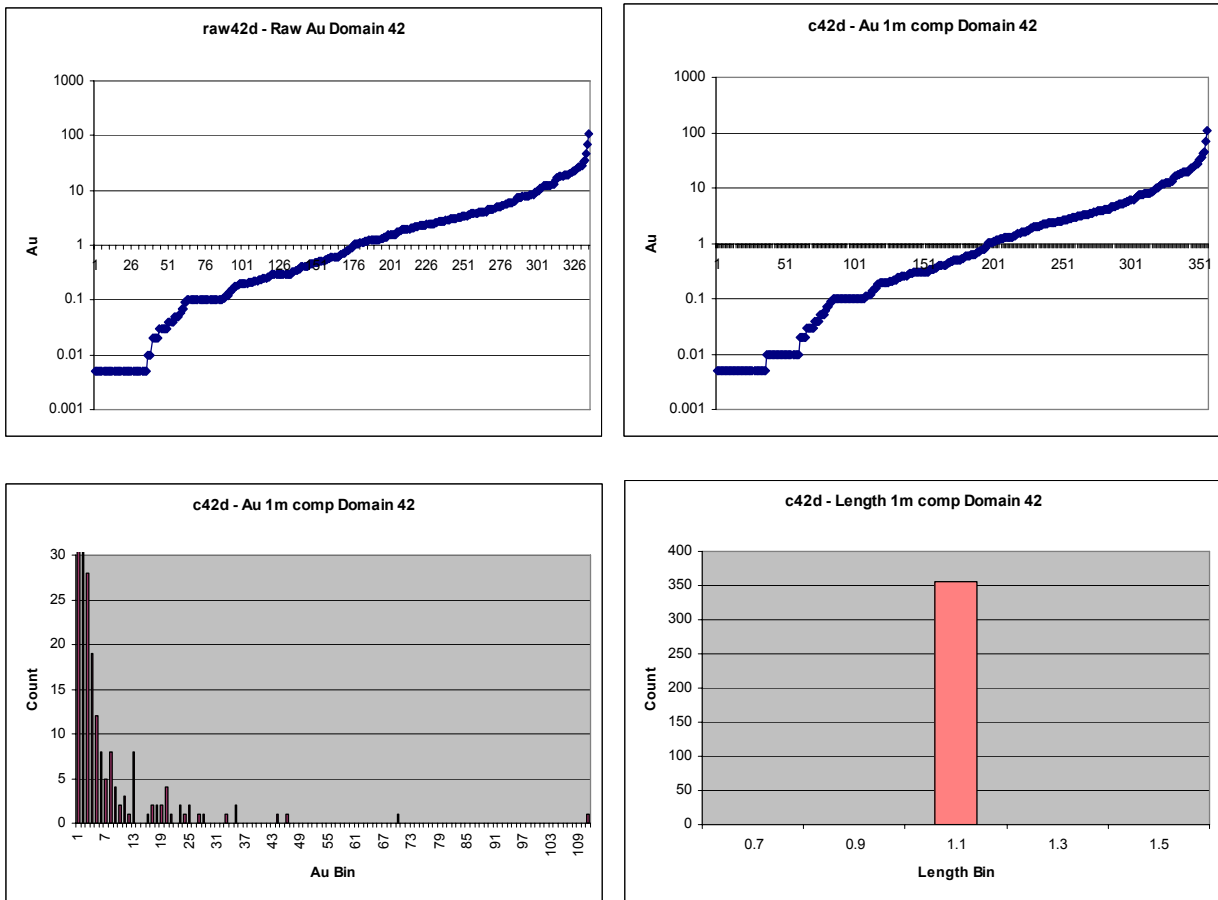 raw42d - Raw Au Domain 42
1000
100
10
1
0.1
0.01
0.001
Au
1 26 51 76 101 126 151 176 201 226 251 276 301 326
c42d - Au 1m comp Domain 42
1000
100
10
1
0.1
0.01
0.001
Au
1 51 101 151 201 251 301 351
c42d - Au 1m comp Domain 42
30
25
20
15
10
5
0
Count
1 7 13 19 25 31 37 43 49 55 61 67 73 79 85 91 97 103 109
Au Bin
c42d - Length 1m comp Domain 42
400
350
300
250
200
150
100
50
0
Count
0.7 0.9 1.1 1.3 1.5
Length Bin